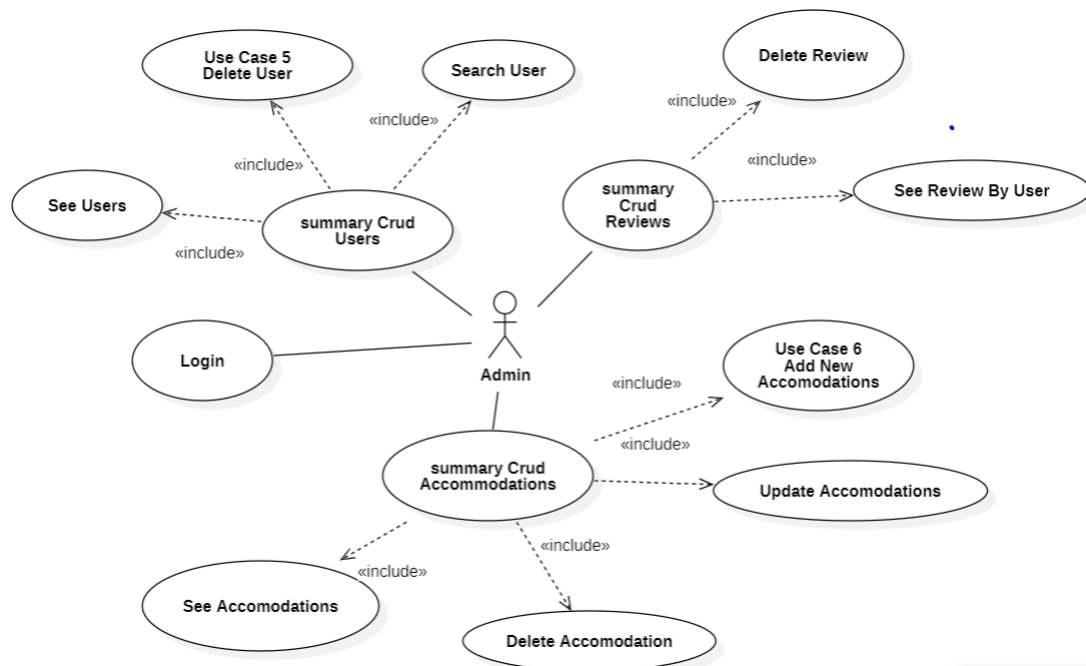 Use Case 5
Delete User
Search User
Delete Review
«include»
«include»
«include»
«include»
See Users
summary Crud
Users
summary
Crud
Reviews
See Review By User
«include»
Login
Admin
Use Case 6
Add New
Accomodations
«include»
«include»
summary Crud
Accommodations
Update Accomodations
«include»
«include»
See Accomodations
Delete Accomodation